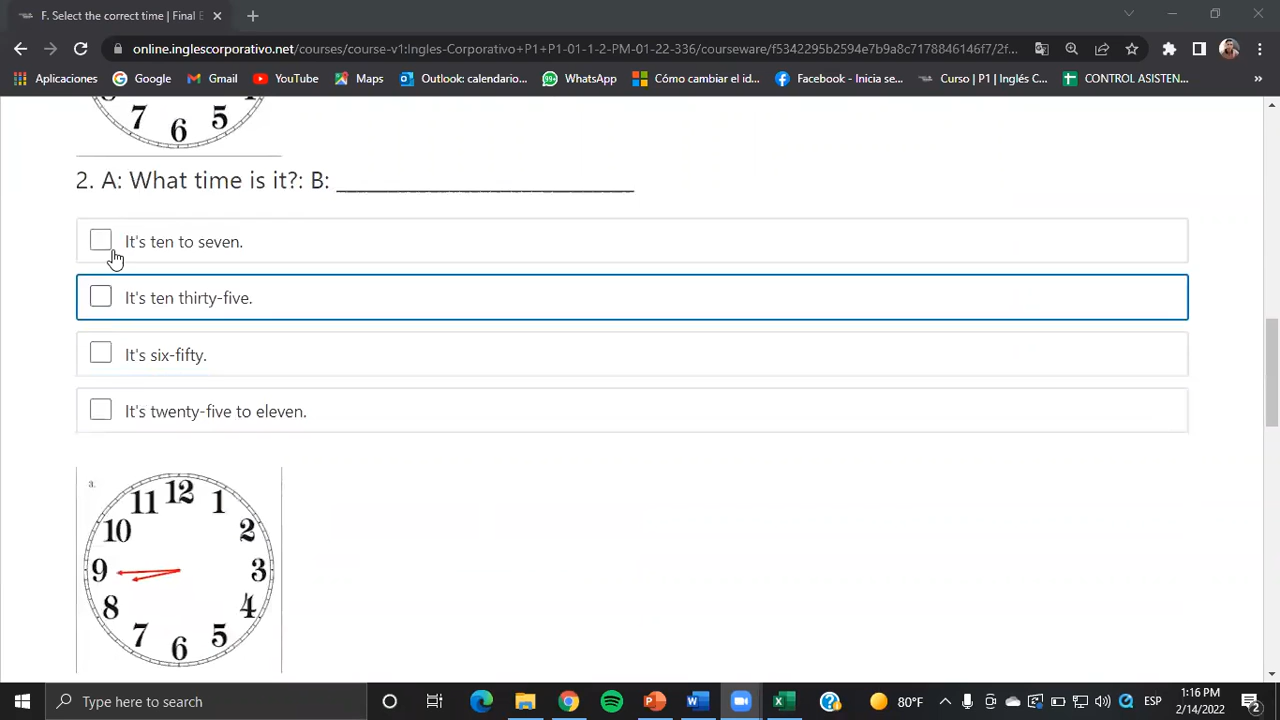 F. Select the correct time | Final E
online.inglescorporativo.net/courses/course-v1:Ingles-Corporativo+P1+P1-01-1-2-PM-01-22-336/courseware/f5342295b2594e7b9a8c7178846146f7/2f...
Aplicaciones Google Gmail YouTube Maps Outlook: calendario... 99+ WhatsApp Cómo cambiar el id... Facebook - Inicia se... Curso | P1 | Inglés C... CONTROL ASISTEN... »
7 6 5
2. A: What time is it?: B: ___________________________
It's ten to seven.
It's ten thirty-five.
It's six-fifty.
It's twenty-five to eleven.
a.
12
11 1
10 2
9 3
8 4
7 5
6
Type here to search 80°F ESP 1:16 PM
2/14/2022 2